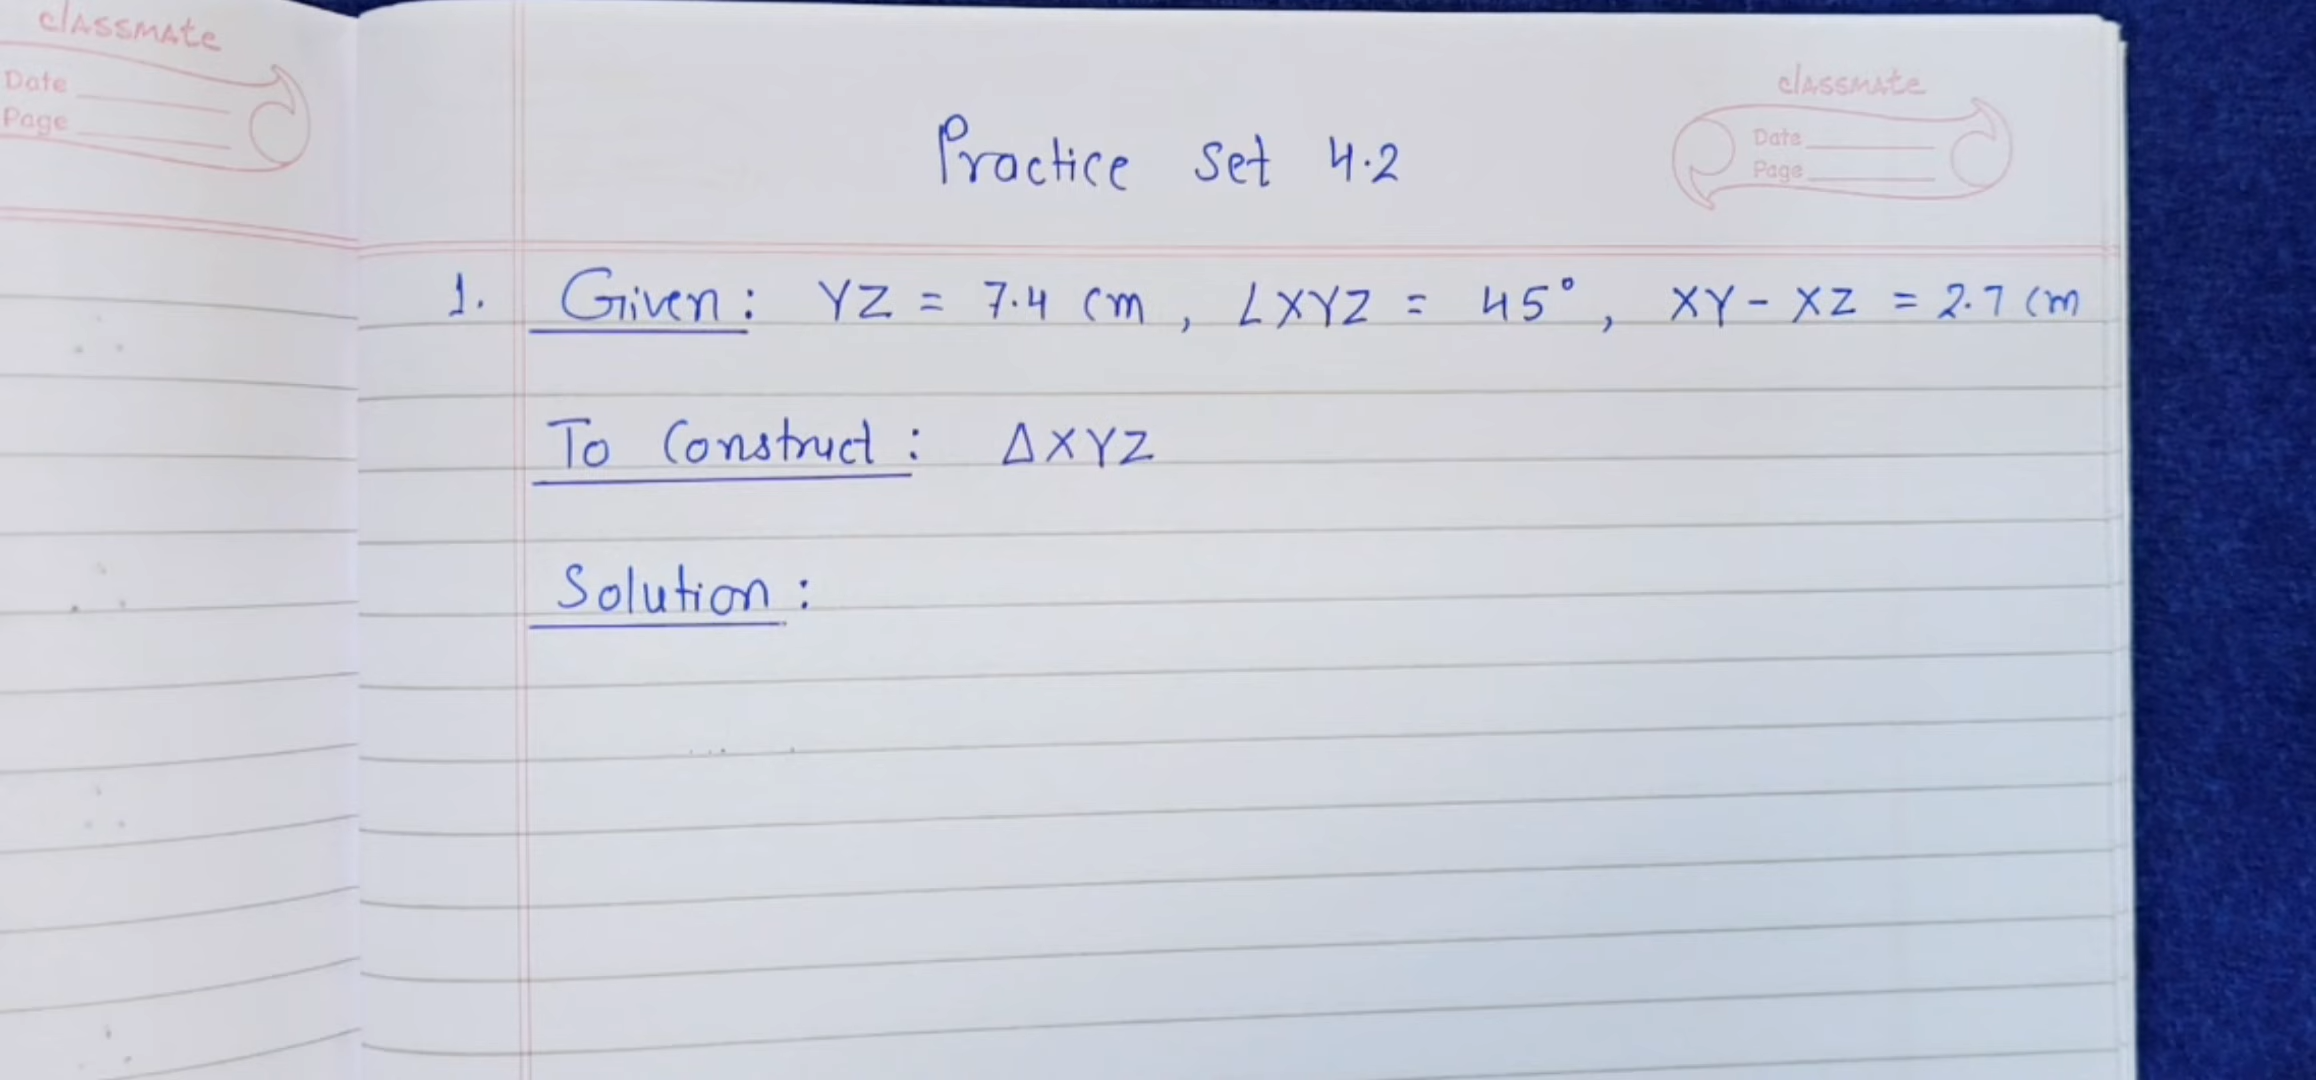 classmate
Date
Page
classmate
Date
Page
Practice Set 4.2
1. Given: YZ = 7.4 cm, ∠XYZ = 45°, XY - XZ = 2.7 cm
To Construct: ΔXYZ
Solution: